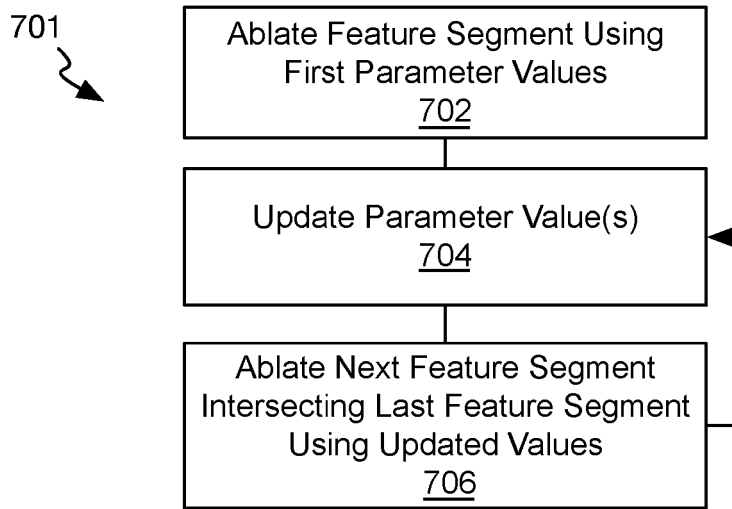 701
Ablate Feature Segment Using
First Parameter Values
702
Update Parameter Value(s)
704
Ablate Next Feature Segment
Intersecting Last Feature Segment
Using Updated Values
706